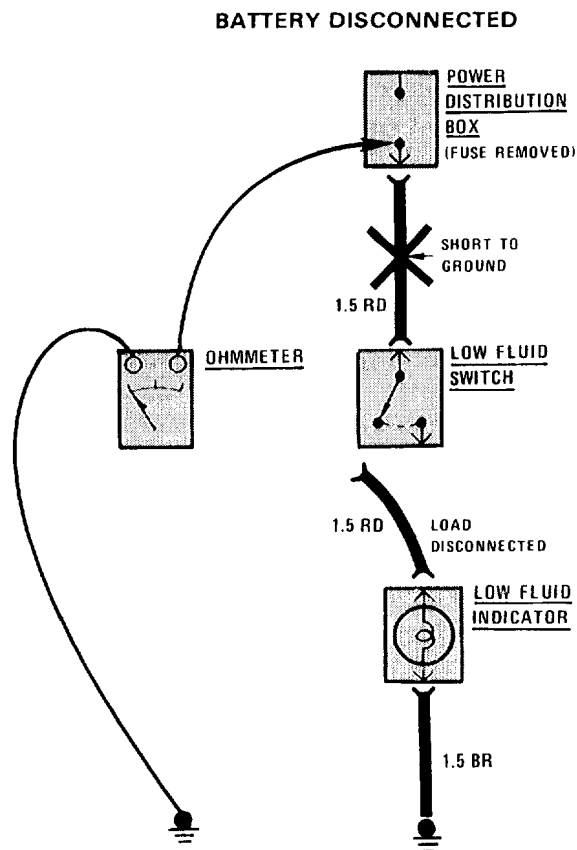 BATTERY DISCONNECTED
POWER
DISTRIBUTION
BOX
(FUSE REMOVED)
SHORT TO
GROUND
1.5 RD
OHMMETER
LOW FLUID
SWITCH
1.5 RD
LOAD
DISCONNECTED
LOW FLUID
INDICATOR
1.5 BR